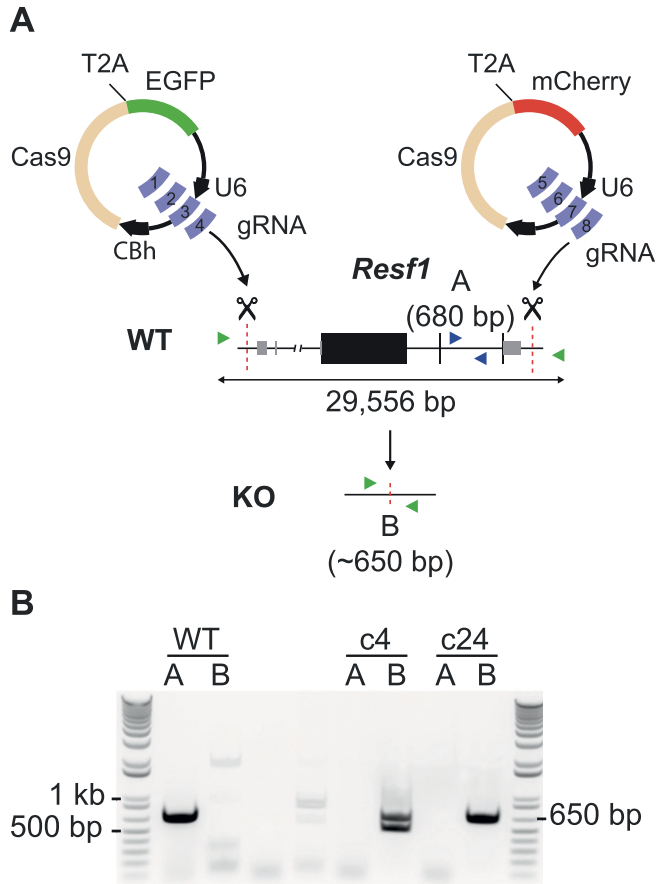 A
T2A EGFP
Cas9
1
2
3
4
U6
gRNA
CBh
T2A mCherry
Cas9
5
6
7
8
U6
gRNA
Resf1
A
(680 bp)
WT
29,556 bp
KO
B
(~650 bp)
B
WT c4 c24
A B A B A B
1 kb
500 bp
650 bp